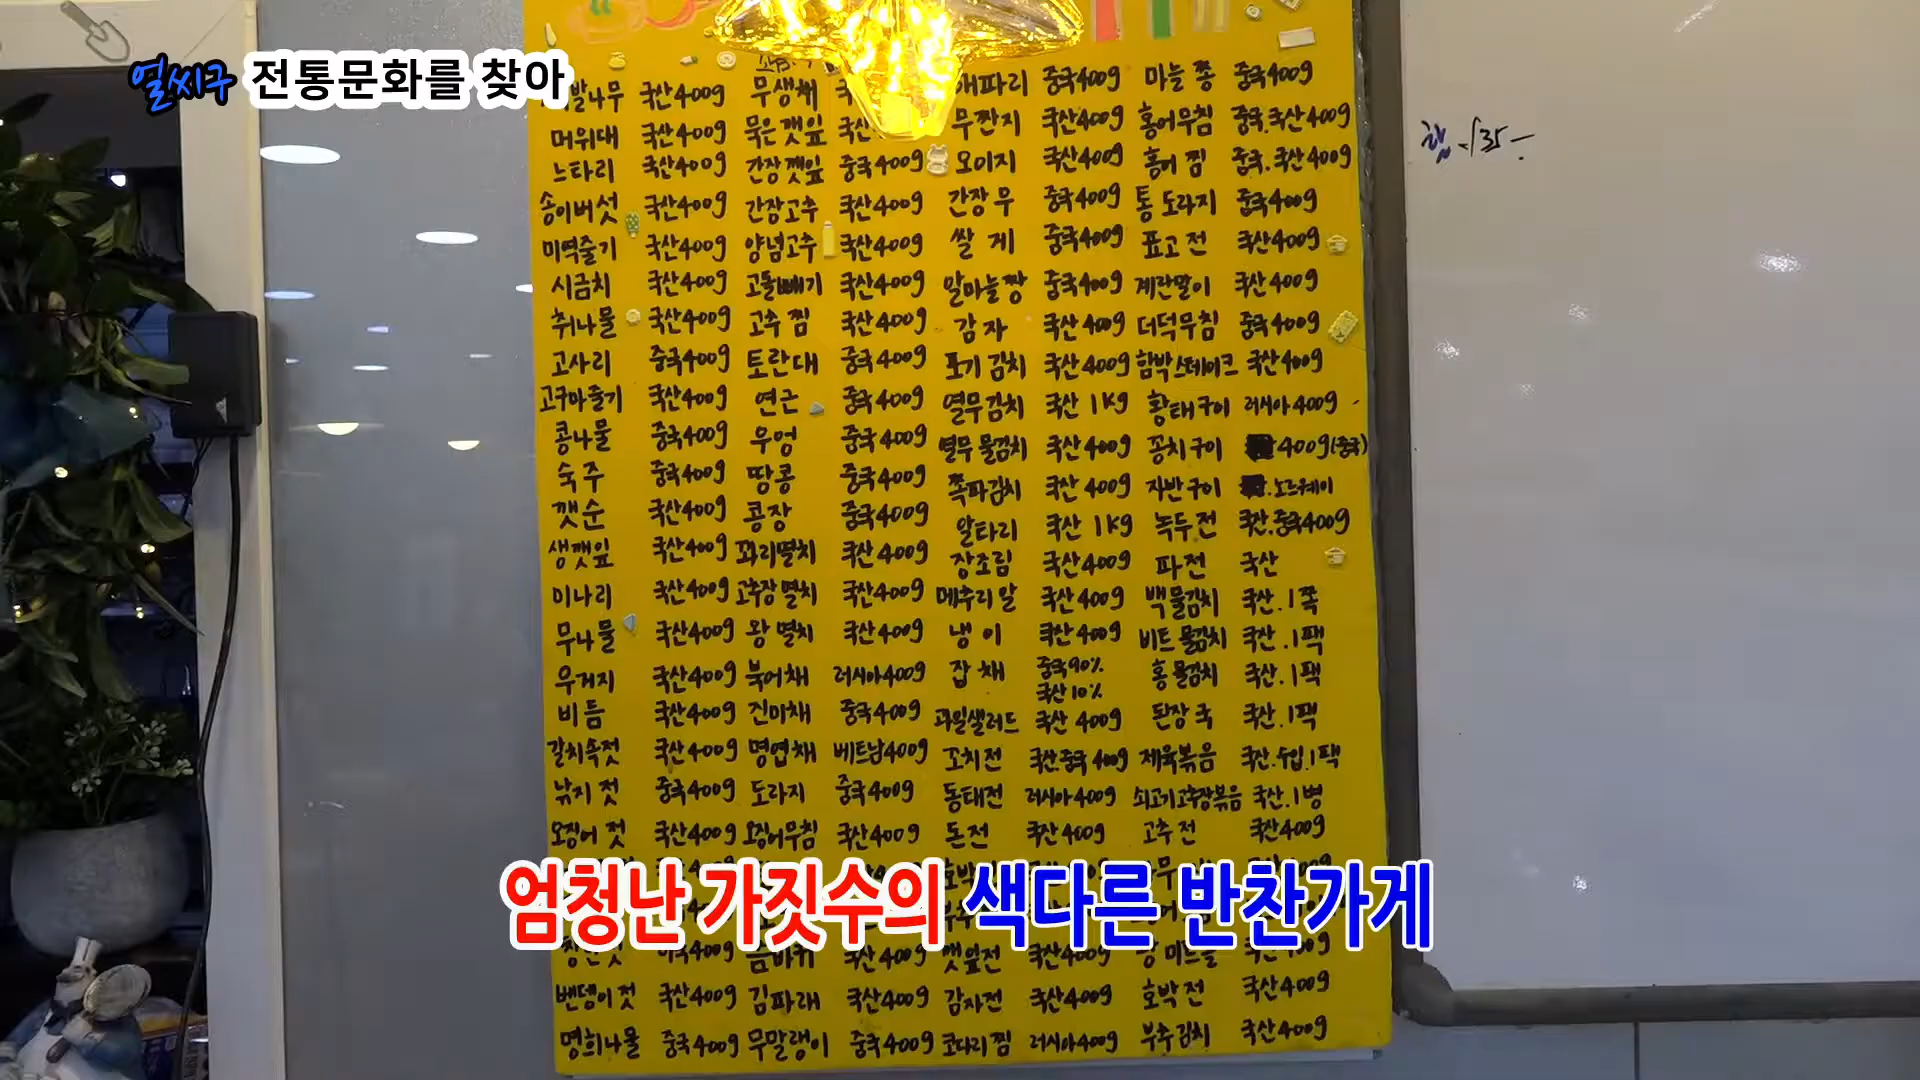 얼씨구 전통문화를 찾아
국산400g 무생채 해파리 중국400g 마늘쫑 중국400g
머위대 국산400g 묵은깻잎 국산 무짠지 국산400g 홍어무침 중국.국산400g
느타리 국산400g 간장깻잎 중국400g 오이지 국산400g 홍어찜 중국.국산400g
송이버섯 국산400g 간장고추 국산400g 간장무 중국400g 통도라지 중국400g
미역줄기 국산400g 양념고추 국산400g 쌀게 중국400g 표고전 국산400g
시금치 국산400g 고들빼기 국산400g 알마늘짱 중국400g 계란말이 국산400g
취나물 국산400g 고추찜 국산400g 감자 국산400g 더덕무침 중국400g
고사리 중국400g 토란대 중국400g 포기김치 국산400g 함박스테이크 국산400g
고구마줄기 국산400g 연근 중국400g 열무김치 국산 1Kg 황태구이 러시아400g
콩나물 중국400g 우엉 중국400g 열무물김치 국산400g 꽁치구이 400g(중국)
숙주 중국400g 땅콩 중국400g 쪽파김치 국산400g 자반구이 .노르웨이
깻순 국산400g 콩장 중국400g 알타리 국산 1Kg 녹두전 국산.중국400g
생깻잎 국산400g 꽈리멸치 국산400g 장조림 국산400g 파전 국산
미나리 국산400g 고추장멸치 국산400g 메추리알 국산400g 백물김치 국산.1쪽
무나물 국산400g 왕멸치 국산400g 냉이 국산400g 비트물김치 국산.1팩
우거지 국산400g 북어채 러시아400g 잡채 중국90% 국산10% 홍물김치 국산.1팩
비듬 국산400g 진미채 중국400g 과일샐러드 국산400g 된장국 국산.1팩
갈치속젓 국산400g 명엽채 베트남400g 꼬치전 국산.중국400g 제육볶음 국산.수입.1팩
낚지젓 중국400g 도라지 중국400g 동태전 러시아400g 쇠고기고추장볶음 국산.1병
오징어젓 국산400g 오징어무침 국산400g 돈전 국산400g 고추전 국산400g
엄청난 가짓수의 색다른 반찬가게
국산400g 깻잎전 국산400g
벤뎅이젓 국산400g 김파래 국산400g 감자전 국산400g 호박전 국산400g
명희나물 중국400g 무말랭이 중국400g 코다리찜 러시아400g 부추김치 국산400g